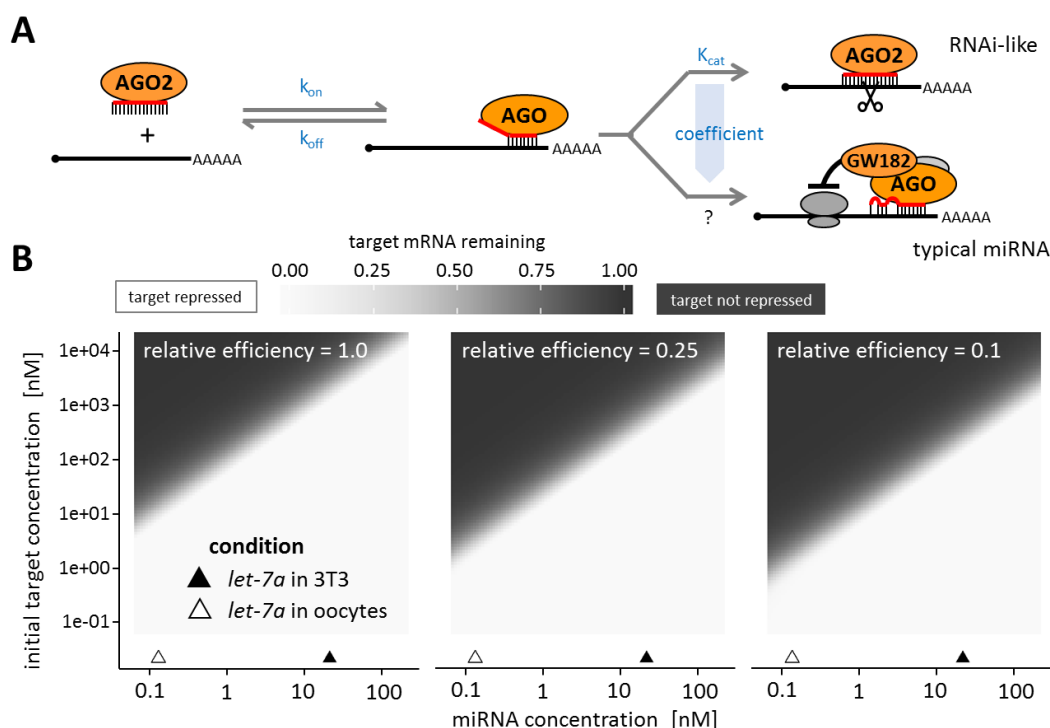 A
AGO2
+
AAAAA
kon
koff
AGO
AAAAA
Kcat
coefficient
?
AGO2
AAAAA
RNAi-like
GW182
AGO
AAAAA
typical miRNA
B
target mRNA remaining
0.00 0.25 0.50 0.75 1.00
target repressed
target not repressed
initial target concentration [nM]
1e+04
1e+03
1e+02
1e+01
1e+00
1e-01
relative efficiency = 1.0
relative efficiency = 0.25
relative efficiency = 0.1
condition
let-7a in 3T3
let-7a in oocytes
0.1 1 10 100
0.1 1 10 100
0.1 1 10 100
miRNA concentration [nM]